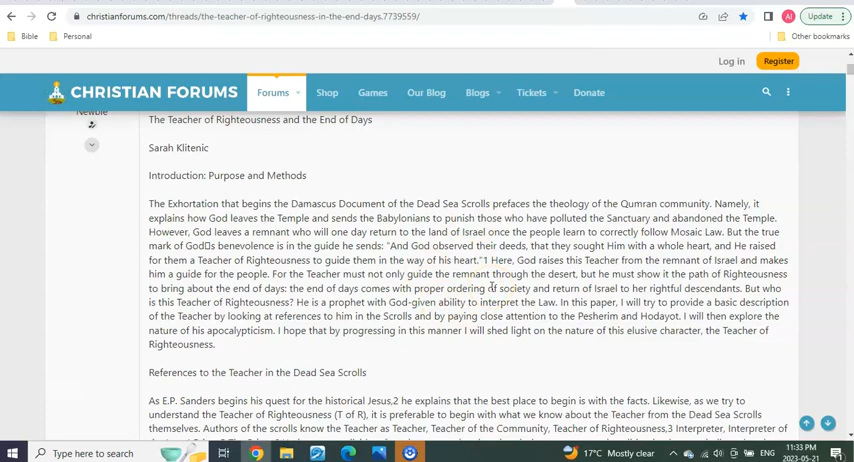 christianforums.com/threads/the-teacher-of-righteousness-in-the-end-days.7739559/
AI
Update
Bible
Personal
Other bookmarks
Log in
Register
CHRISTIAN FORUMS
Forums
Shop
Games
Our Blog
Blogs
Tickets
Donate
Newbie
The Teacher of Righteousness and the End of Days
Sarah Klitenic
Introduction: Purpose and Methods
The Exhortation that begins the Damascus Document of the Dead Sea Scrolls prefaces the theology of the Qumran community. Namely, it
explains how God leaves the Temple and sends the Babylonians to punish those who have polluted the Sanctuary and abandoned the Temple.
However, God leaves a remnant who will one day return to the land of Israel once the people learn to correctly follow Mosaic Law. But the true
mark of God□s benevolence is in the guide he sends: "And God observed their deeds, that they sought Him with a whole heart, and He raised
for them a Teacher of Righteousness to guide them in the way of his heart."1 Here, God raises this Teacher from the remnant of Israel and makes
him a guide for the people. For the Teacher must not only guide the remnant through the desert, but he must show it the path of Righteousness
to bring about the end of days: the end of days comes with proper ordering of society and return of Israel to her rightful descendants. But who
is this Teacher of Righteousness? He is a prophet with God-given ability to interpret the Law. In this paper, I will try to provide a basic description
of the Teacher by looking at references to him in the Scrolls and by paying close attention to the Pesherim and Hodayot. I will then explore the
nature of his apocalypticism. I hope that by progressing in this manner I will shed light on the nature of this elusive character, the Teacher of
Righteousness.
References to the Teacher in the Dead Sea Scrolls
As E.P. Sanders begins his quest for the historical Jesus,2 he explains that the best place to begin is with the facts. Likewise, as we try to
understand the Teacher of Righteousness (T of R), it is preferable to begin with what we know about the Teacher from the Dead Sea Scrolls
themselves. Authors of the scrolls know the Teacher as Teacher, Teacher of the Community, Teacher of Righteousness,3 Interpreter, Interpreter of
Type here to search
17°C Mostly clear
ENG
11:33 PM
2023-05-21